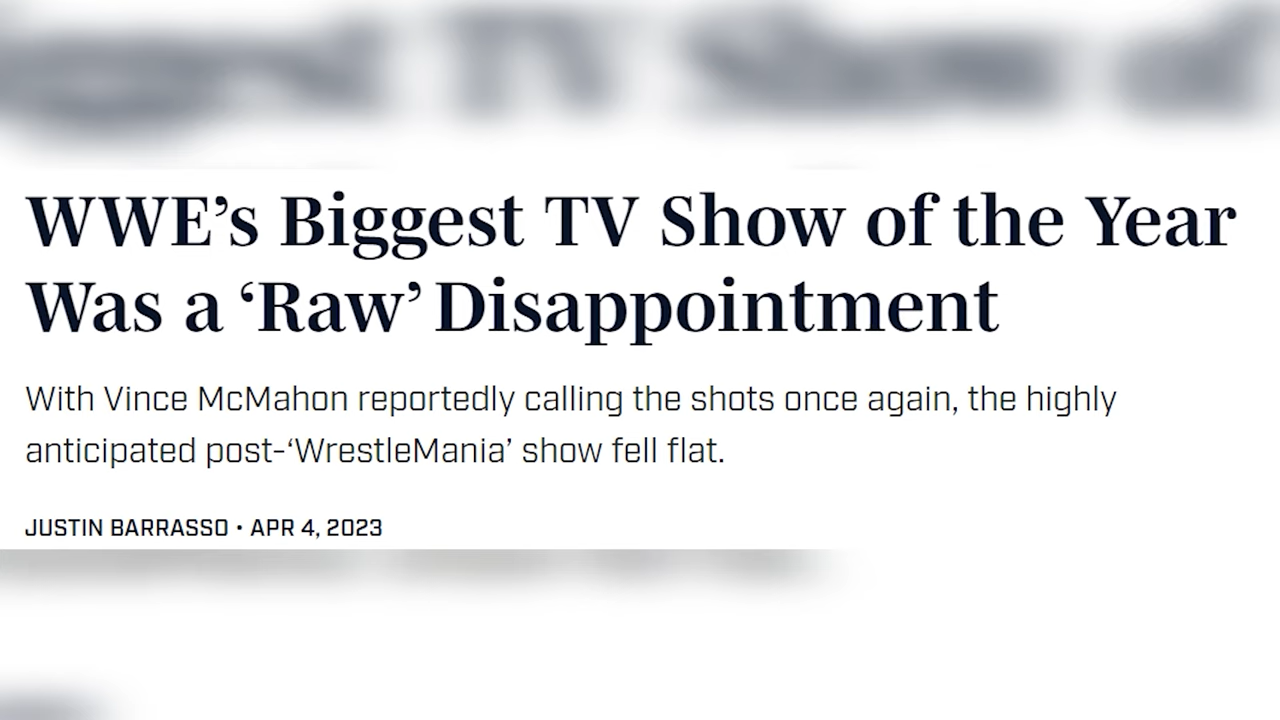 WWE’s Biggest TV Show of the Year
Was a ‘Raw’ Disappointment
With Vince McMahon reportedly calling the shots once again, the highly
anticipated post-‘WrestleMania’ show fell flat.
JUSTIN BARRASSO • APR 4, 2023